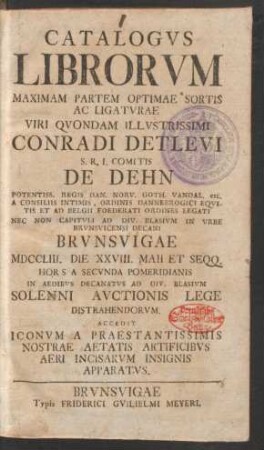 CATALOGVS
LIBRORVM
MAXIMAM PARTEM OPTIMAE SORTIS
AC LIGATVRAE
VIRI QVONDAM ILLVSTRISSIMI
CONRADI DETLEVI
S. R. I. COMITIS
DE DEHN
POTENTISS. REGIS DAN. NORV. GOTH. VANDAL. etc.
A CONSILIIS INTIMIS, ORDINIS DANNEBROGICI EQVI-
TIS ET AD BELGII FOEDERATI ORDINES LEGATI
NEC NON CAPITVLI AD DIV. BLASIVM IN VRBE
BRVNSVICENSI DECANI
BRVNSVIGAE
MDCCLIII. DIE XXVIII. MAII ET SEQQ.
HORS A SECVNDA POMERIDIANIS
IN AEDIBVS DECANATVS AD DIV. BLASIVM
SOLENNI AVCTIONIS LEGE
DISTRAHENDORVM.
ACCEDIT
ICONVM A PRAESTANTISSIMIS
NOSTRAE AETATIS ARTIFICIBVS
AERI INCISARVM INSIGNIS
APPARATVS.
BRVNSVIGAE
Typis FRIDERICI GVILIELMI MEYERI.